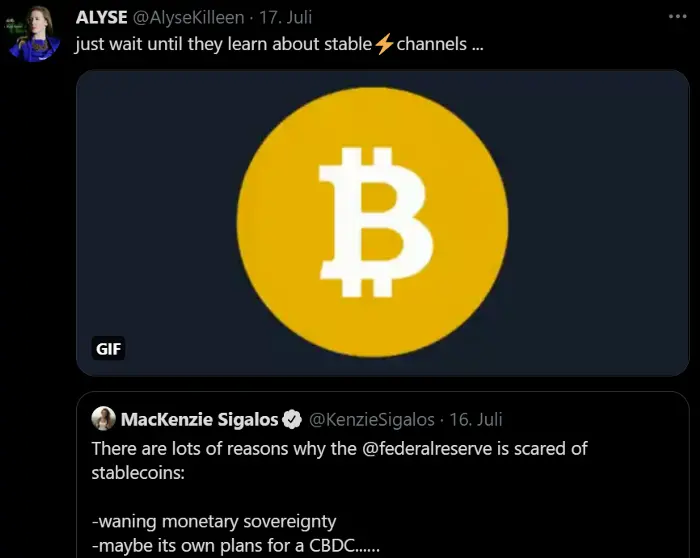 ALYSE @AlyseKilleen · 17. Juli
just wait until they learn about stable⚡channels ...
GIF
MacKenzie Sigalos @KenzieSigalos · 16. Juli
There are lots of reasons why the @federalreserve is scared of
stablecoins:
-waning monetary sovereignty
-maybe its own plans for a CBDC......